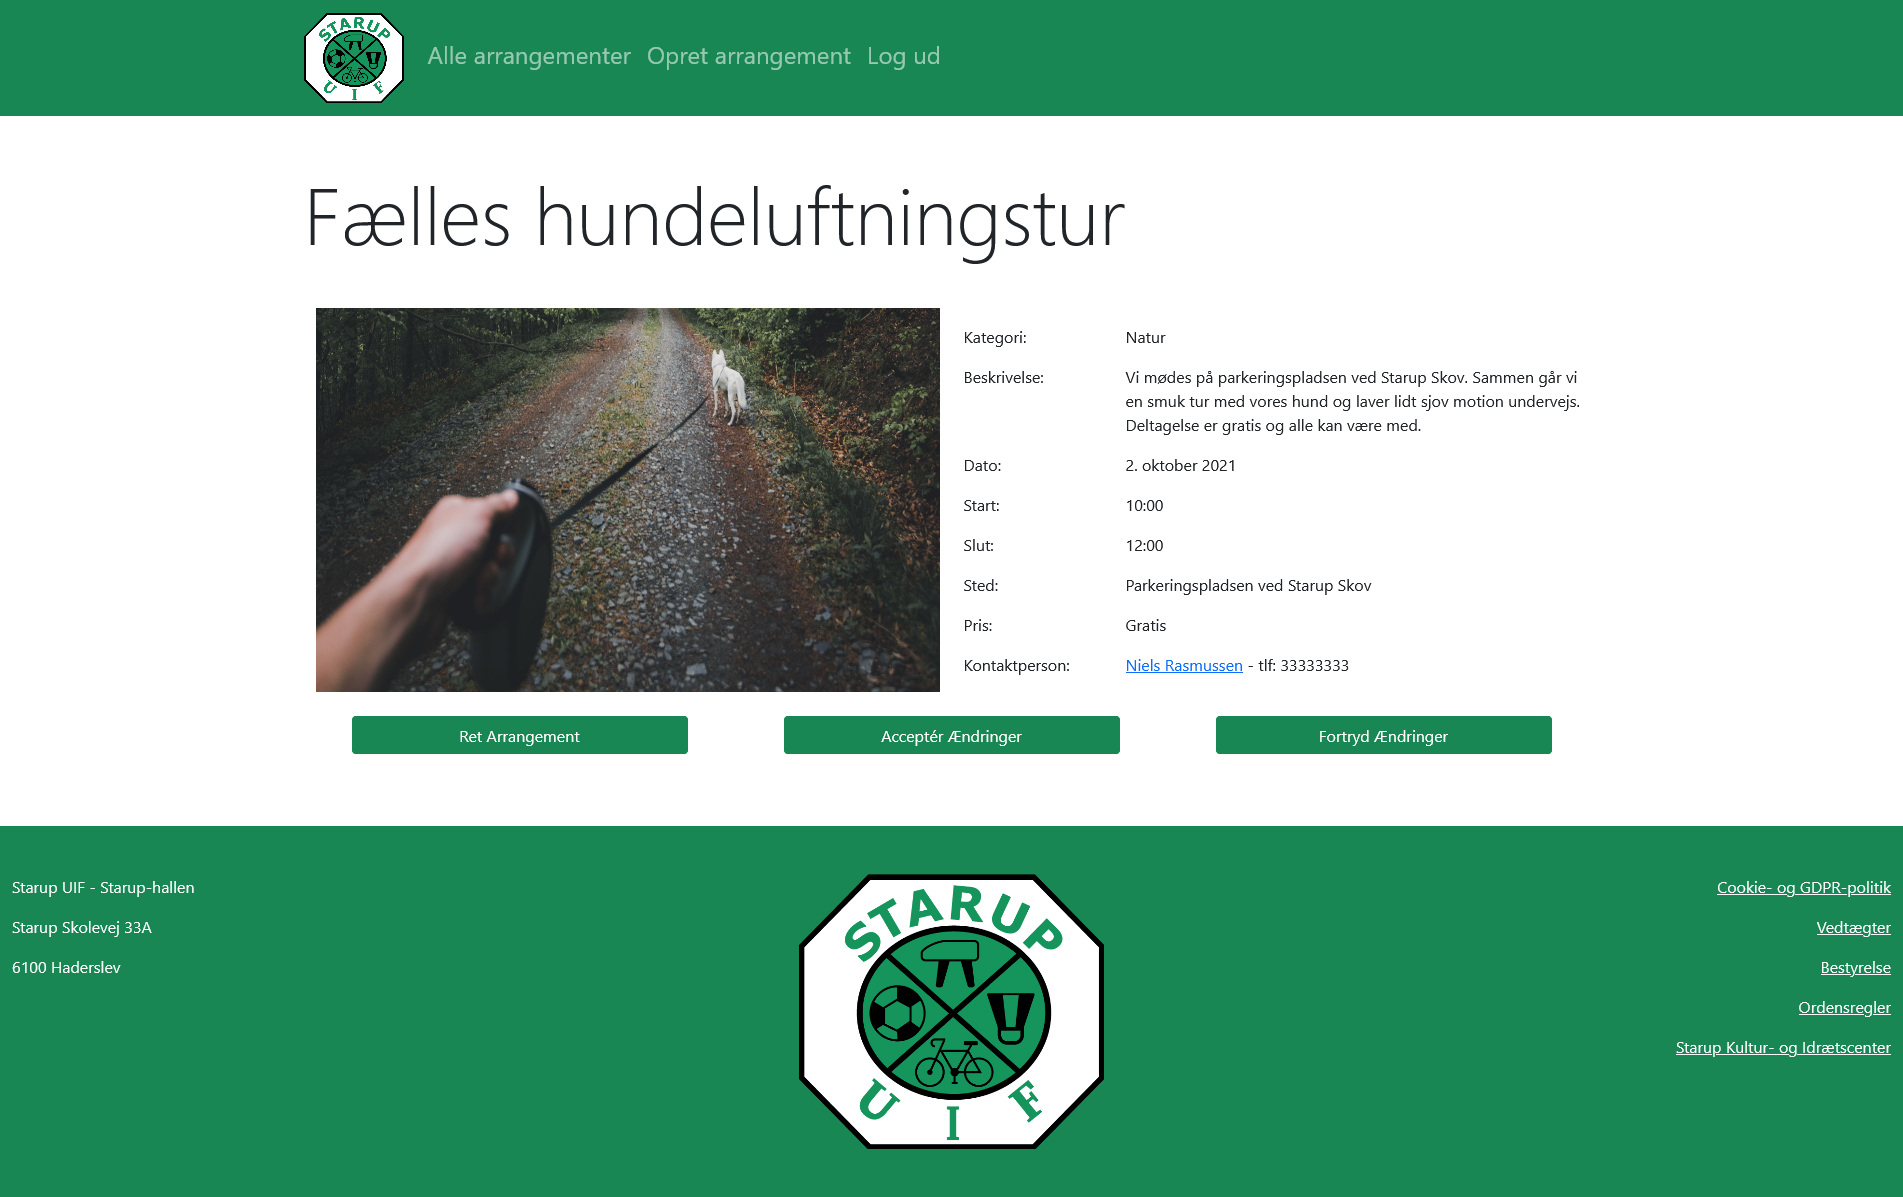 STARUP
UIF
Alle arrangementer Opret arrangement Log ud
Fælles hundeluftningstur
Kategori: Natur
Beskrivelse: Vi mødes på parkeringspladsen ved Starup Skov. Sammen går vi
en smuk tur med vores hund og laver lidt sjov motion undervejs.
Deltagelse er gratis og alle kan være med.
Dato: 2. oktober 2021
Start: 10:00
Slut: 12:00
Sted: Parkeringspladsen ved Starup Skov
Pris: Gratis
Kontaktperson: Niels Rasmussen - tlf: 33333333
Ret Arrangement Acceptér Ændringer Fortryd Ændringer
Starup UIF - Starup-hallen
Starup Skolevej 33A
6100 Haderslev
STARUP
UIF
Cookie- og GDPR-politik
Vedtægter
Bestyrelse
Ordensregler
Starup Kultur- og Idrætscenter